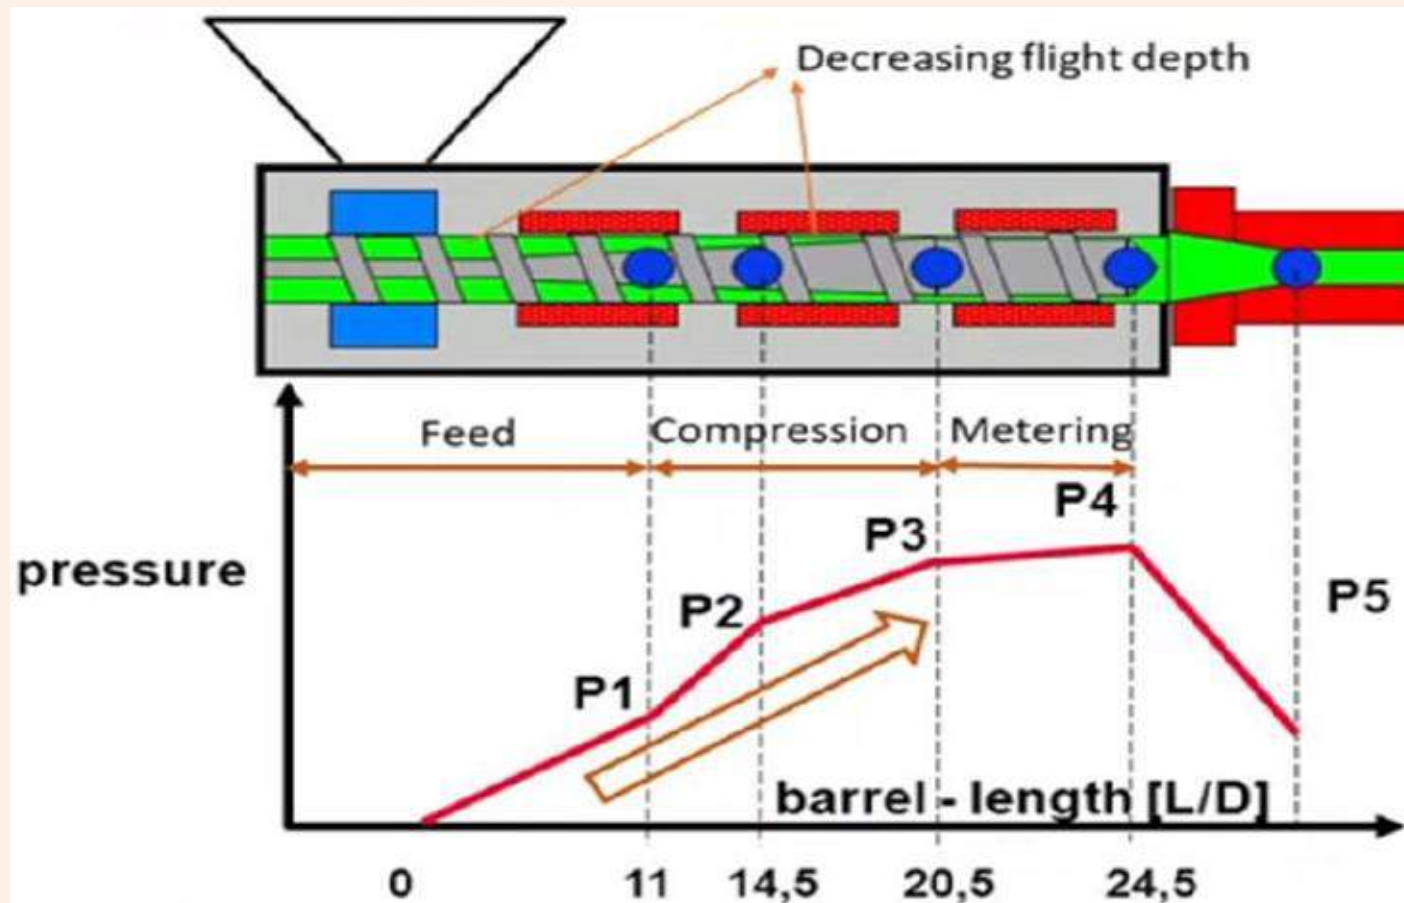 Decreasing flight depth
Feed
Compression
Metering
P4
P3
pressure
P5
P2
P1
barrel - length [L/D]
0
11
14,5
20,5
24,5